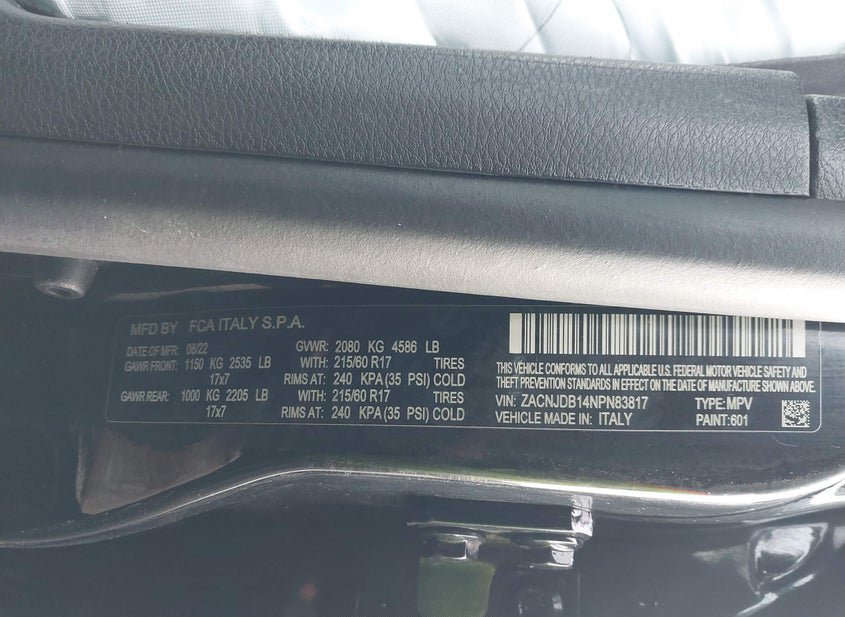 MFD BY FCA ITALY S.P.A.
DATE OF MFR: 08/22 GVWR: 2080 KG 4586 LB
GAWR FRONT: 1150 KG 2535 LB WITH: 215/60 R17 TIRES
17x7 RIMS AT: 240 KPA (35 PSI) COLD
GAWR REAR: 1000 KG 2205 LB WITH: 215/60 R17 TIRES
17x7 RIMS AT: 240 KPA (35 PSI) COLD
THIS VEHICLE CONFORMS TO ALL APPLICABLE U.S. FEDERAL MOTOR VEHICLE SAFETY AND
THEFT PREVENTION STANDARDS IN EFFECT ON THE DATE OF MANUFACTURE SHOWN ABOVE.
VIN: ZACNJDB14NPN83817 TYPE: MPV
VEHICLE MADE IN: ITALY PAINT: 601